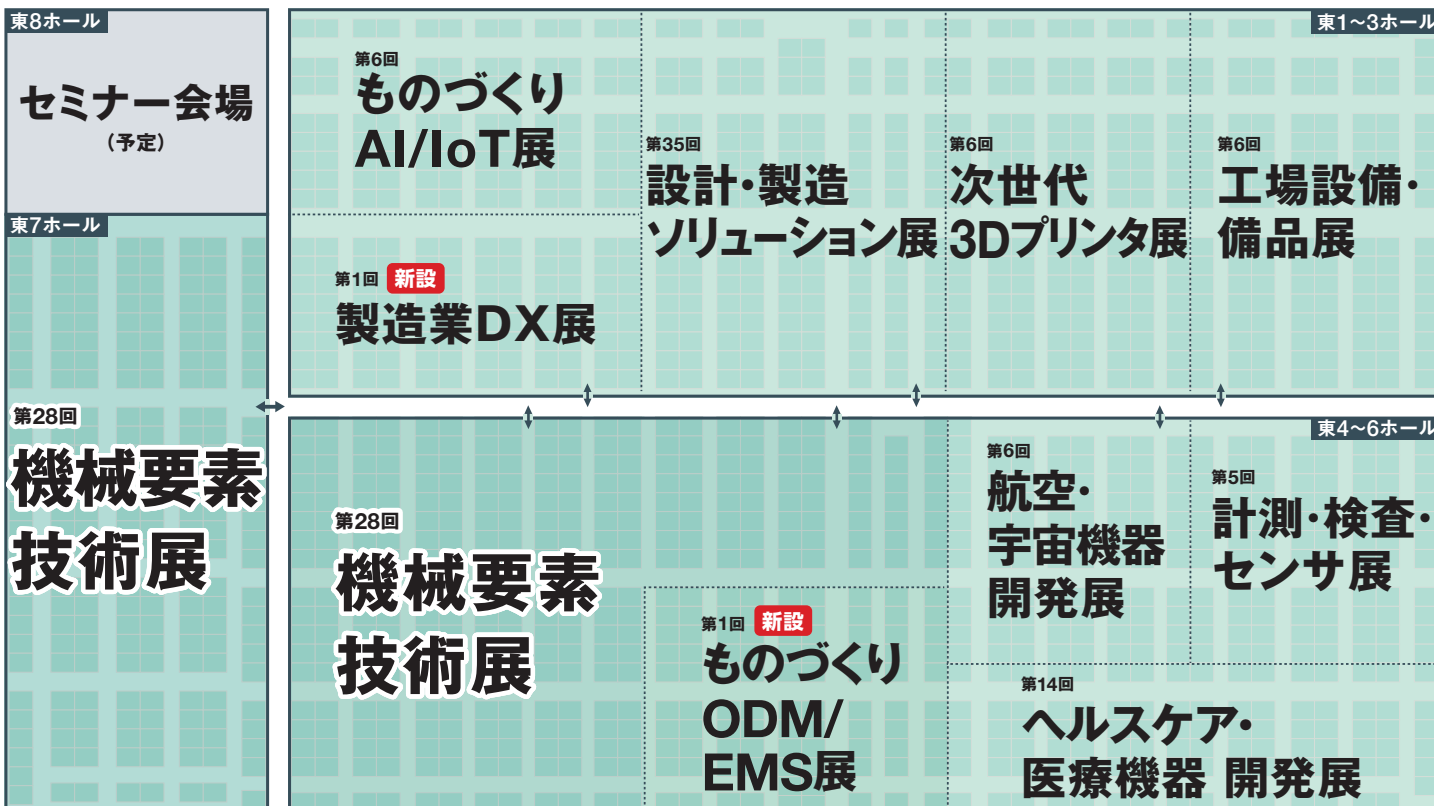 東8ホール
セミナー会場
(予定)
東7ホール
第28回
機械要素
技術展
東1〜3ホール
第6回
ものづくり
AI/IoT展
第1回 新設
製造業DX展
第35回
設計・製造
ソリューション展
第6回
次世代
3Dプリンタ展
第6回
工場設備・
備品展
東4〜6ホール
第28回
機械要素
技術展
第1回 新設
ものづくり
ODM/
EMS展
第6回
航空・
宇宙機器
開発展
第5回
計測・検査・
センサ展
第14回
ヘルスケア・
医療機器 開発展